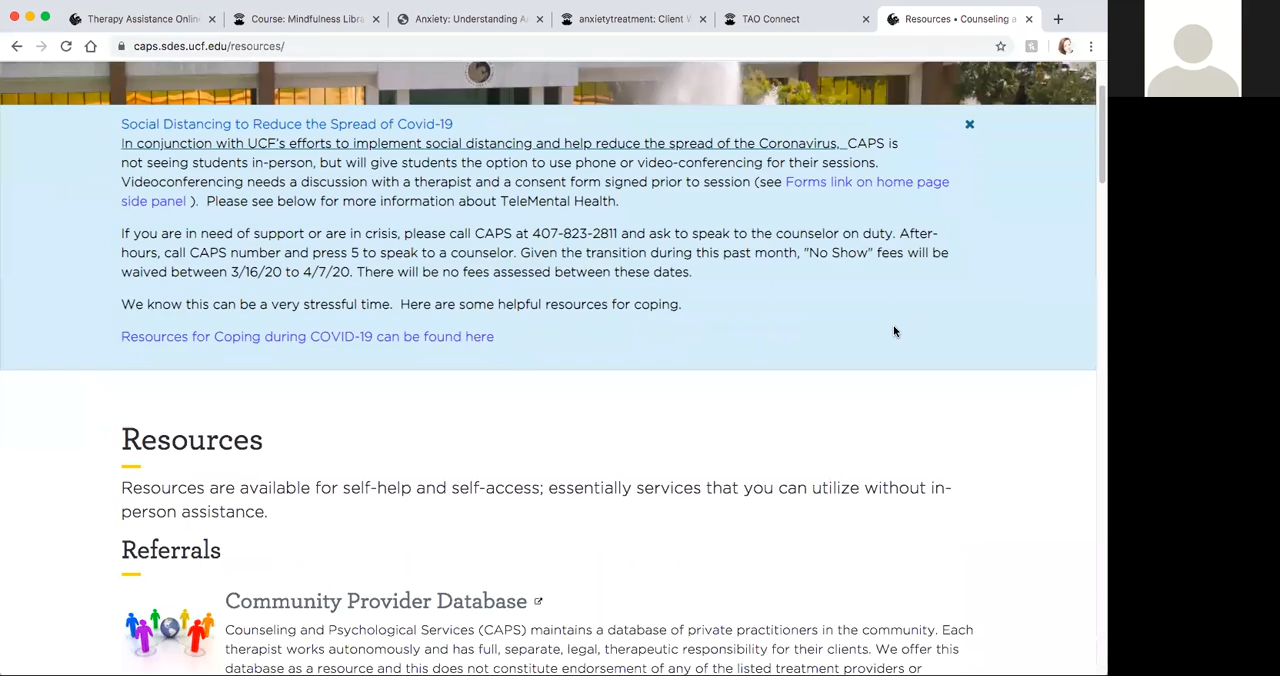 Therapy Assistance Onlin
Course: Mindfulness Libra
Anxiety: Understanding A
anxietytreatment: Client W
TAO Connect
Resources • Counseling a
caps.sdes.ucf.edu/resources/
Social Distancing to Reduce the Spread of Covid-19
In conjunction with UCF's efforts to implement social distancing and help reduce the spread of the Coronavirus, CAPS is
not seeing students in-person, but will give students the option to use phone or video-conferencing for their sessions.
Videoconferencing needs a discussion with a therapist and a consent form signed prior to session (see Forms link on home page
side panel ).  Please see below for more information about TeleMental Health.
If you are in need of support or are in crisis, please call CAPS at 407-823-2811 and ask to speak to the counselor on duty. After-
hours, call CAPS number and press 5 to speak to a counselor. Given the transition during this past month, "No Show" fees will be
waived between 3/16/20 to 4/7/20. There will be no fees assessed between these dates.
We know this can be a very stressful time.  Here are some helpful resources for coping.
Resources for Coping during COVID-19 can be found here
Resources
Resources are available for self-help and self-access; essentially services that you can utilize without in-
person assistance.
Referrals
Community Provider Database
Counseling and Psychological Services (CAPS) maintains a database of private practitioners in the community. Each
therapist works autonomously and has full, separate, legal, therapeutic responsibility for their clients. We offer this
database as a resource and this does not constitute endorsement of any of the listed treatment providers or